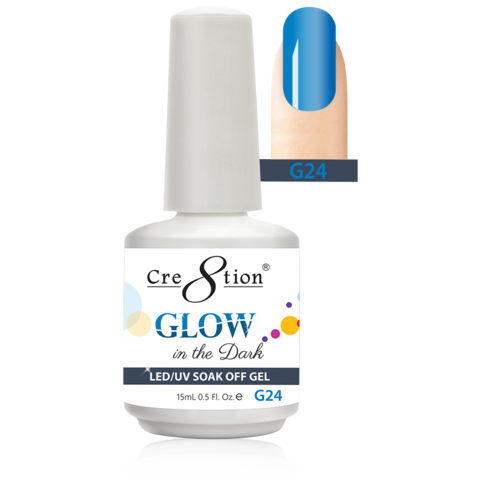 G24
Cre8tion®
GLOW
in the Dark
LED/UV SOAK OFF GEL
15mL 0.5 Fl. Oz. e G24